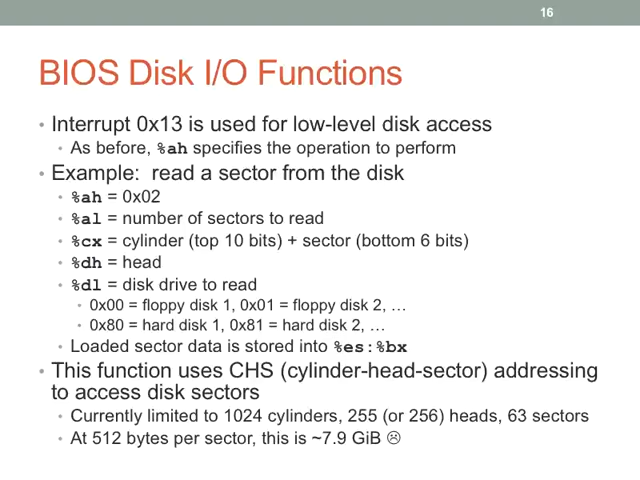 16
BIOS Disk I/O Functions
• Interrupt 0x13 is used for low-level disk access
• As before, %ah specifies the operation to perform
• Example:  read a sector from the disk
• %ah = 0x02
• %al = number of sectors to read
• %cx = cylinder (top 10 bits) + sector (bottom 6 bits)
• %dh = head
• %dl = disk drive to read
• 0x00 = floppy disk 1, 0x01 = floppy disk 2, …
• 0x80 = hard disk 1, 0x81 = hard disk 2, …
• Loaded sector data is stored into %es:%bx
• This function uses CHS (cylinder-head-sector) addressing
to access disk sectors
• Currently limited to 1024 cylinders, 255 (or 256) heads, 63 sectors
• At 512 bytes per sector, this is ~7.9 GiB ☹